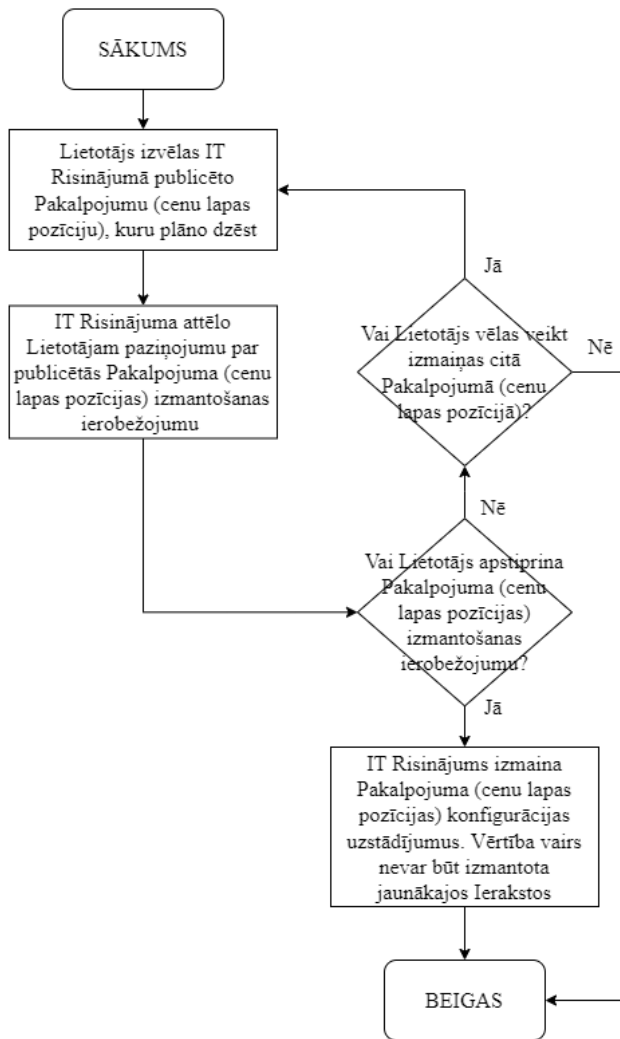 SĀKUMS
Lietotājs izvēlas IT
Risinājumā publicēto
Pakalpojumu (cenu lapas
pozīciju), kuru plāno dzēst
IT Risinājuma attēlo
Lietotājam paziņojumu par
publicētās Pakalpojuma (cenu
lapas pozīcijas) izmantošanas
ierobežojumu
Jā
Vai Lietotājs vēlas veikt
izmaiņas citā
Pakalpojumā (cenu
lapas pozīcijā)?
Nē
Nē
Vai Lietotājs apstiprina
Pakalpojuma (cenu
lapas pozīcijas)
izmantošanas
ierobežojumu?
Jā
IT Risinājums izmaina
Pakalpojuma (cenu lapas
pozīcijas) konfigurācijas
uzstādījumus. Vērtība vairs
nevar būt izmantota
jaunākajos Ierakstos
BEIGAS